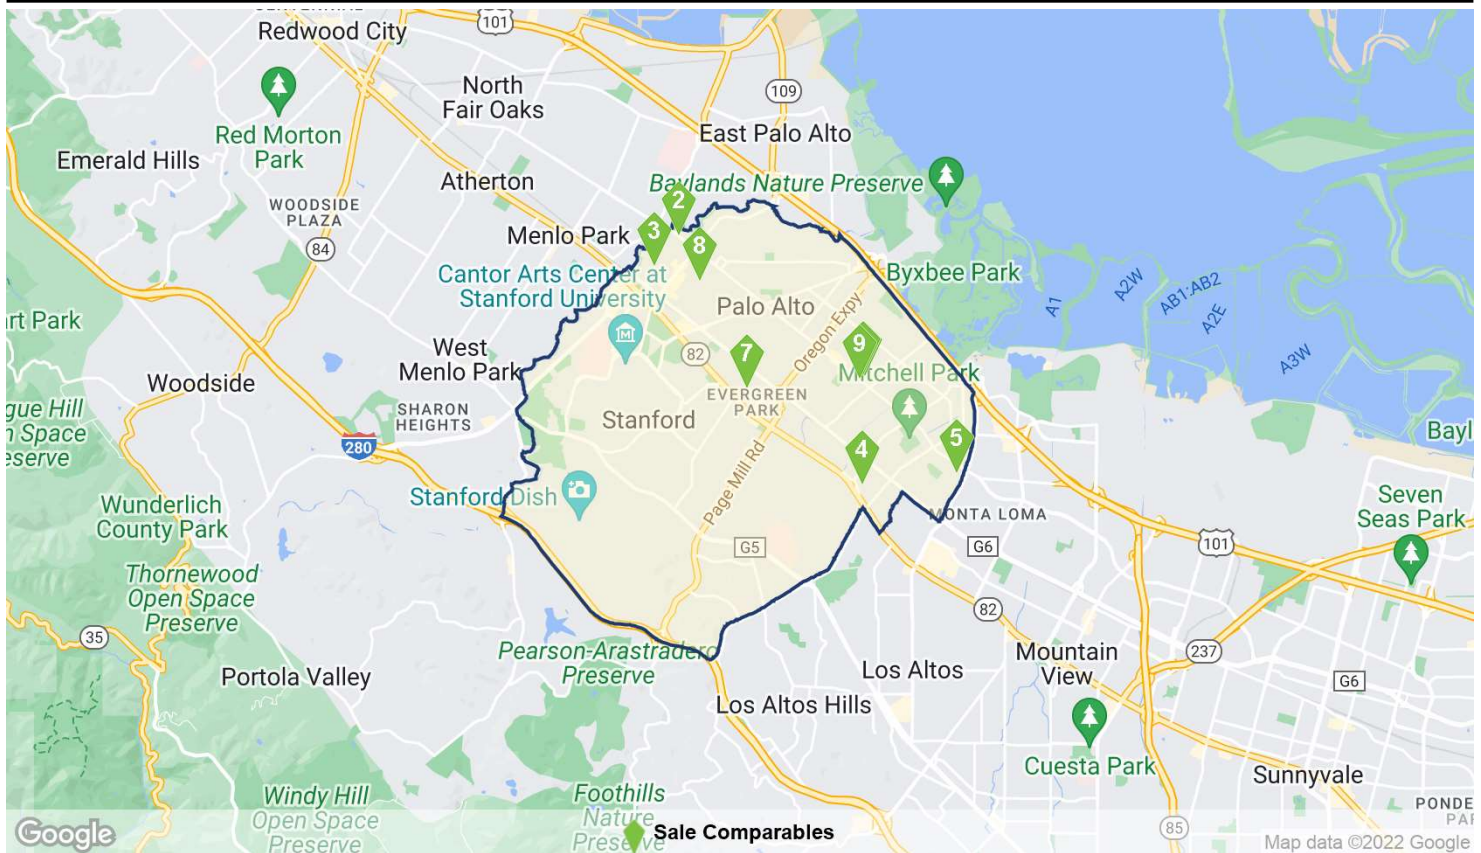 Redwood City
101
North
Fair Oaks
109
Red Morton
Park
East Palo Alto
Emerald Hills
Atherton
Baylands Nature Preserve
WOODSIDE
PLAZA
2
Menlo Park
3
8
84
Cantor Arts Center at
Stanford University
Byxbee Park
A1
A2W
AB1:AB2
A2E
A3W
rt Park
Palo Alto
Oregon Expy
West
Menlo Park
82
7
9
Mitchell Park
Woodside
EVERGREEN
PARK
gue Hill
n Space
eserve
SHARON
HEIGHTS
Stanford
280
4
5
Bayl
Page Mill Rd
Stanford Dish
Wunderlich
County Park
MONTA LOMA
Seven
Seas Park
G5
G6
101
Thornewood
Open Space
Preserve
82
35
Pearson-Arastradero
Preserve
Mountain
View
237
Portola Valley
Los Altos
G6
Los Altos Hills
Cuesta Park
Sunnyvale
Windy Hill
Open Space
Preserve
Foothills
Nature
Preserve
PONDE
PAR
85
Google
Sale Comparables
Map data ©2022 Google